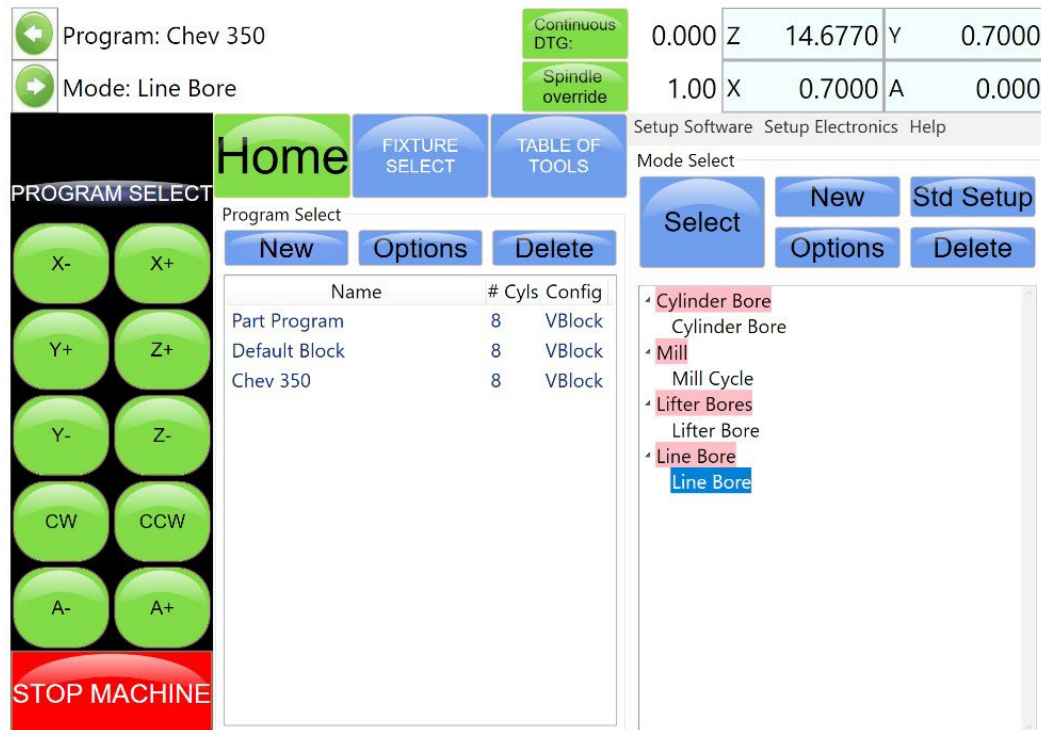 Program: Chev 350
Mode: Line Bore
Continuous
DTG:
0.000
Z 14.6770
Y 0.7000
Spindle
override
1.00
X 0.7000
A 0.000
PROGRAM SELECT
X-
X+
Y+
Z+
Y-
Z-
CW
CCW
A-
A+
STOP MACHINE
Home
FIXTURE
SELECT
TABLE OF
TOOLS
Program Select
New
Options
Delete
Name # Cyls Config
Part Program 8 VBlock
Default Block 8 VBlock
Chev 350 8 VBlock
Setup Software Setup Electronics Help
Mode Select
Select
New
Std Setup
Options
Delete
Cylinder Bore
Cylinder Bore
Mill
Mill Cycle
Lifter Bores
Lifter Bore
Line Bore
Line Bore